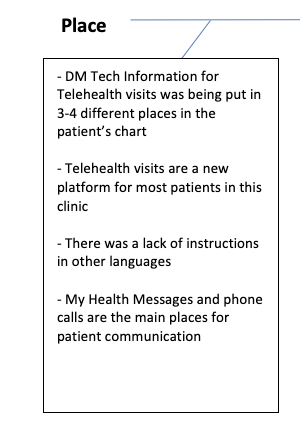 Place
- DM Tech Information for
Telehealth visits was being put in
3-4 different places in the
patient's chart
- Telehealth visits are a new
platform for most patients in this
clinic
- There was a lack of instructions
in other languages
- My Health Messages and phone
calls are the main places for
patient communication